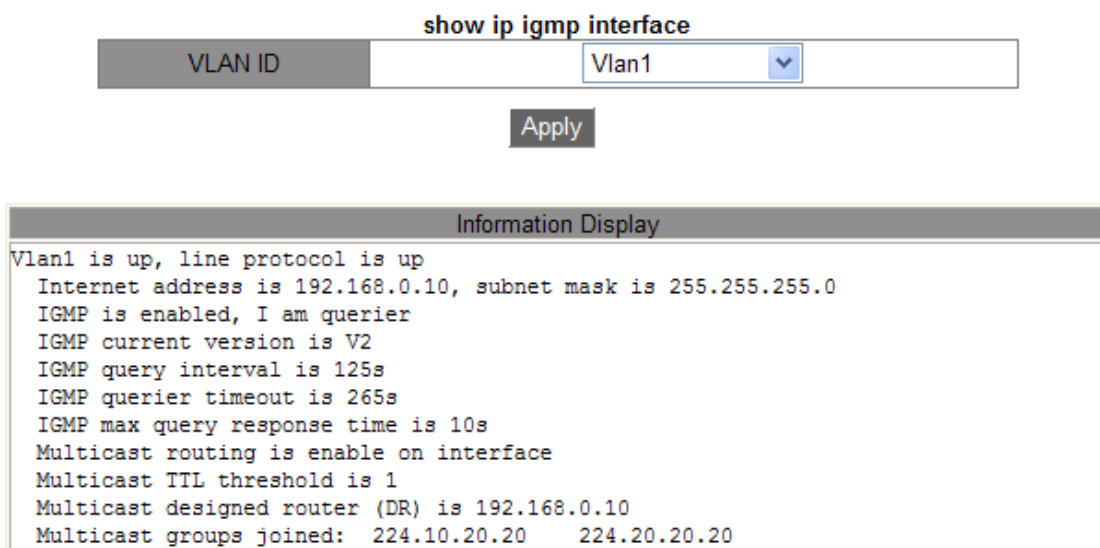 show ip igmp interface
VLAN ID Vlan1
Apply
Information Display
Vlan1 is up, line protocol is up
Internet address is 192.168.0.10, subnet mask is 255.255.255.0
IGMP is enabled, I am querier
IGMP current version is V2
IGMP query interval is 125s
IGMP querier timeout is 265s
IGMP max query response time is 10s
Multicast routing is enable on interface
Multicast TTL threshold is 1
Multicast designed router (DR) is 192.168.0.10
Multicast groups joined: 224.10.20.20 224.20.20.20